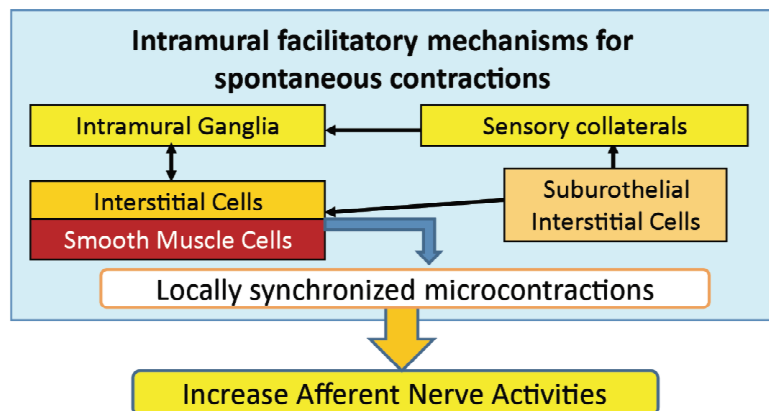 Intramural facilitatory mechanisms for
spontaneous contractions
Intramural Ganglia
Sensory collaterals
Interstitial Cells
Suburothelial
Interstitial Cells
Smooth Muscle Cells
Locally synchronized microcontractions
Increase Afferent Nerve Activities